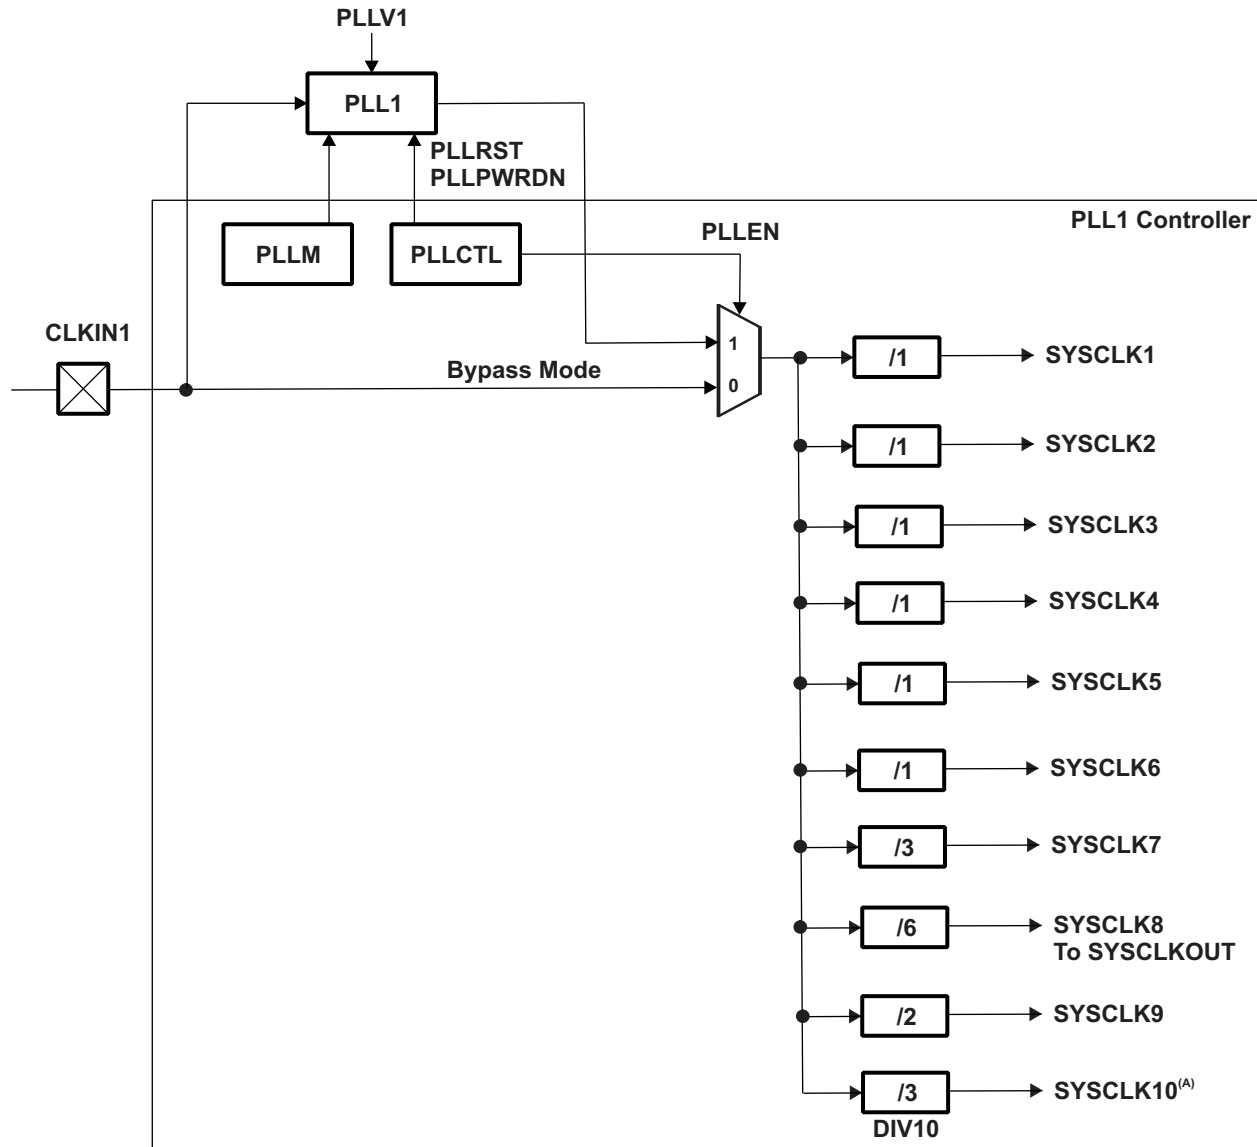 PLLV1
PLL1
PLLRST
PLLPWRDN
PLL1 Controller
PLLM
PLLCTL
PLLEN
CLKIN1
Bypass Mode
1
0
/1
SYSCLK1
/1
SYSCLK2
/1
SYSCLK3
/1
SYSCLK4
/1
SYSCLK5
/1
SYSCLK6
/3
SYSCLK7
/6
SYSCLK8
To SYSCLKOUT
/2
SYSCLK9
/3
SYSCLK10(A)
DIV10